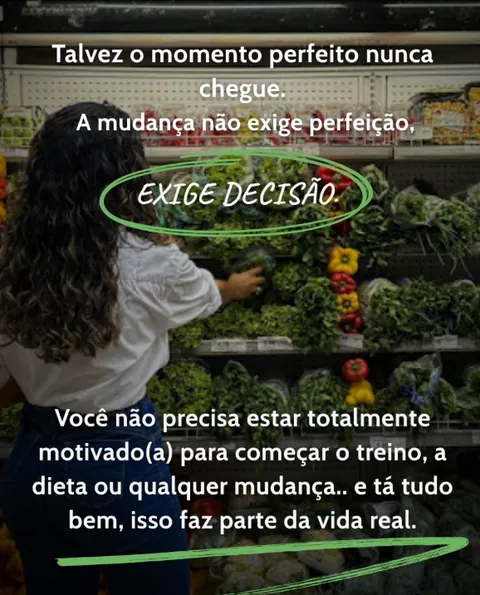 Talvez o momento perfeito nunca
chegue.
A mudança não exige perfeição,
EXIGE DECISÃO.
Você não precisa estar totalmente
motivado(a) para começar o treino, a
dieta ou qualquer mudança.. e tá tudo
bem, isso faz parte da vida real.